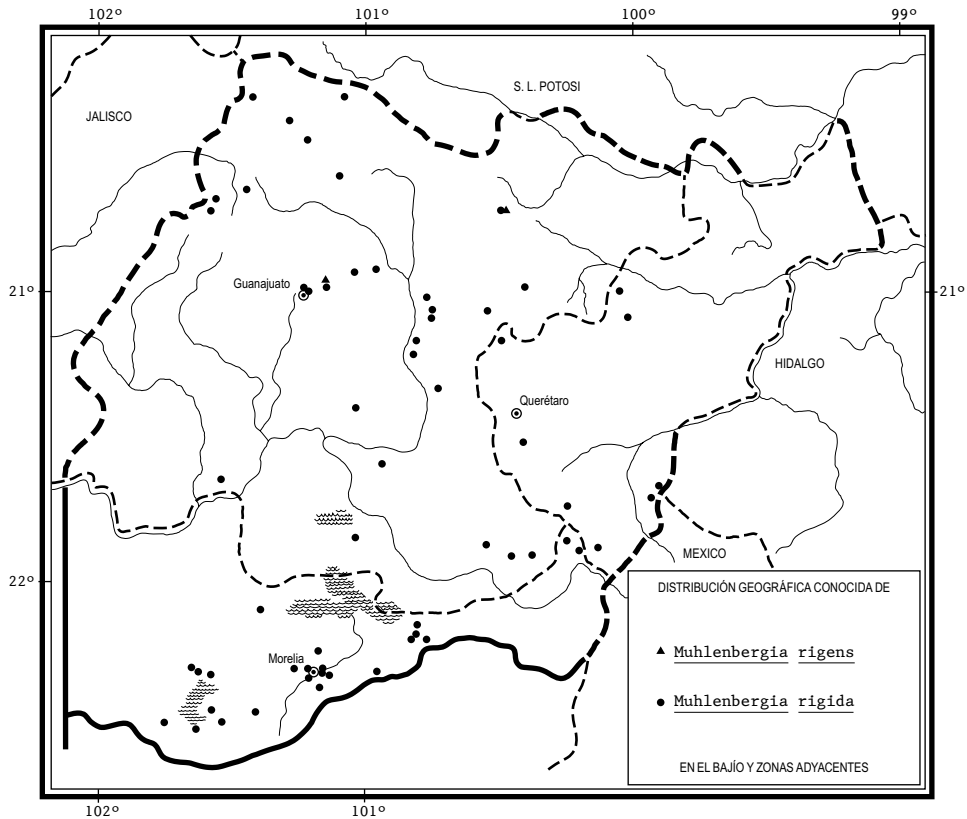 102º 101º 100º 99º
S. L. POTOSI
JALISCO
Guanajuato
21º 21º
HIDALGO
Querétaro
MEXICO
22º
DISTRIBUCIÓN GEOGRÁFICA CONOCIDA DE
Muhlenbergia rigens
Morelia
Muhlenbergia rigida
EN EL BAJÍO Y ZONAS ADYACENTES
102º 101º